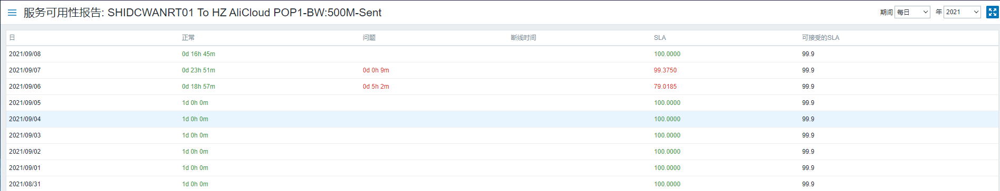 服务可用性报告: SHIDCWANRT01 To HZ AliCloud POP1-BW:500M-Sent 期间 每日 年 2021
日 正常 问题 断线时间 SLA 可接受的SLA
2021/09/08 0d 16h 45m 100.0000 99.9
2021/09/07 0d 23h 51m 0d 0h 9m 99.3750 99.9
2021/09/06 0d 18h 57m 0d 5h 2m 79.0185 99.9
2021/09/05 1d 0h 0m 100.0000 99.9
2021/09/04 1d 0h 0m 100.0000 99.9
2021/09/03 1d 0h 0m 100.0000 99.9
2021/09/02 1d 0h 0m 100.0000 99.9
2021/09/01 1d 0h 0m 100.0000 99.9
2021/08/31 1d 0h 0m 100.0000 99.9